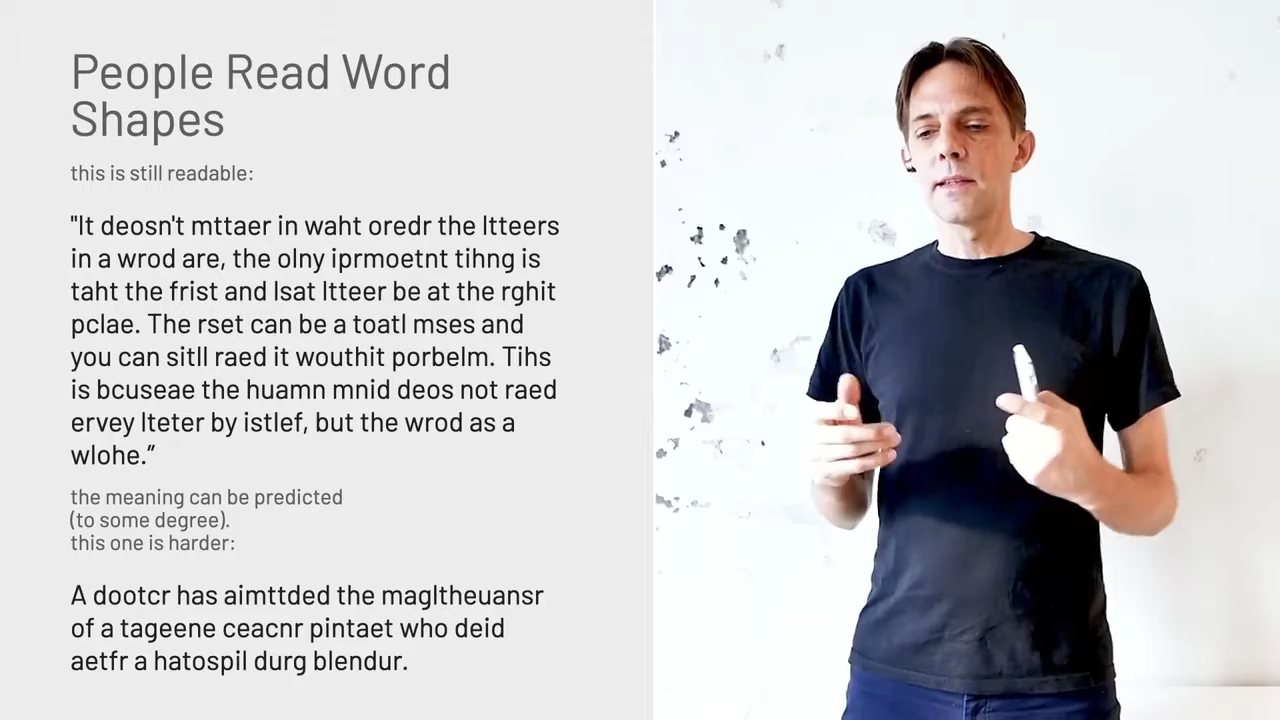 People Read Word
Shapes
this is still readable:
"It deosn't mttaer in waht oredr the ltteers
in a wrod are, the olny iprmoetnt tihng is
taht the frist and lsat ltteer be at the rghit
pclae. The rset can be a toatl mses and
you can sitll raed it wouthit porbelm. Tihs
is bcuseae the huamn mnid deos not raed
ervey lteter by istlef, but the wrod as a
wlohe.”
the meaning can be predicted
(to some degree).
this one is harder:
A dootcr has aimttded the magltheuansr
of a tageene ceacnr pintaet who deid
aetfr a hatospil durg blendur.